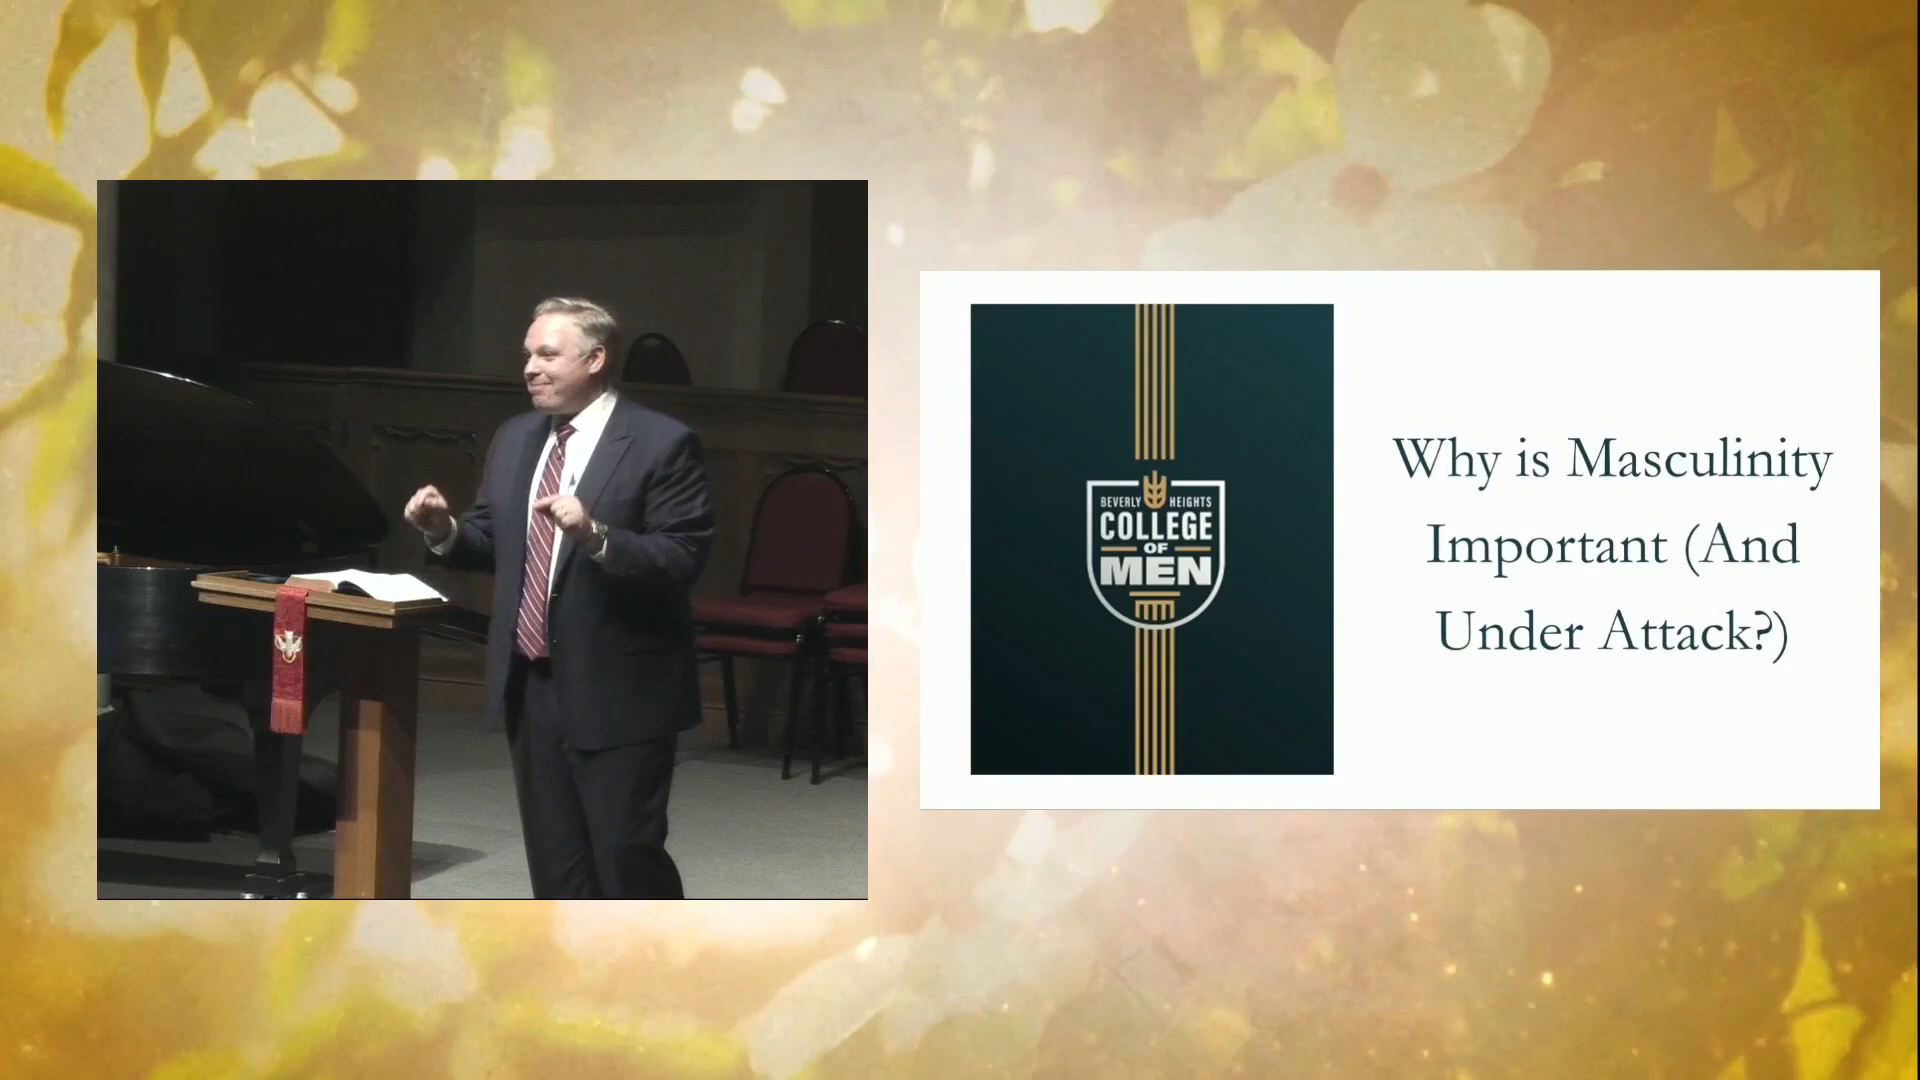 BEVERLY HEIGHTS
COLLEGE
OF
MEN
Why is Masculinity
Important (And
Under Attack?)